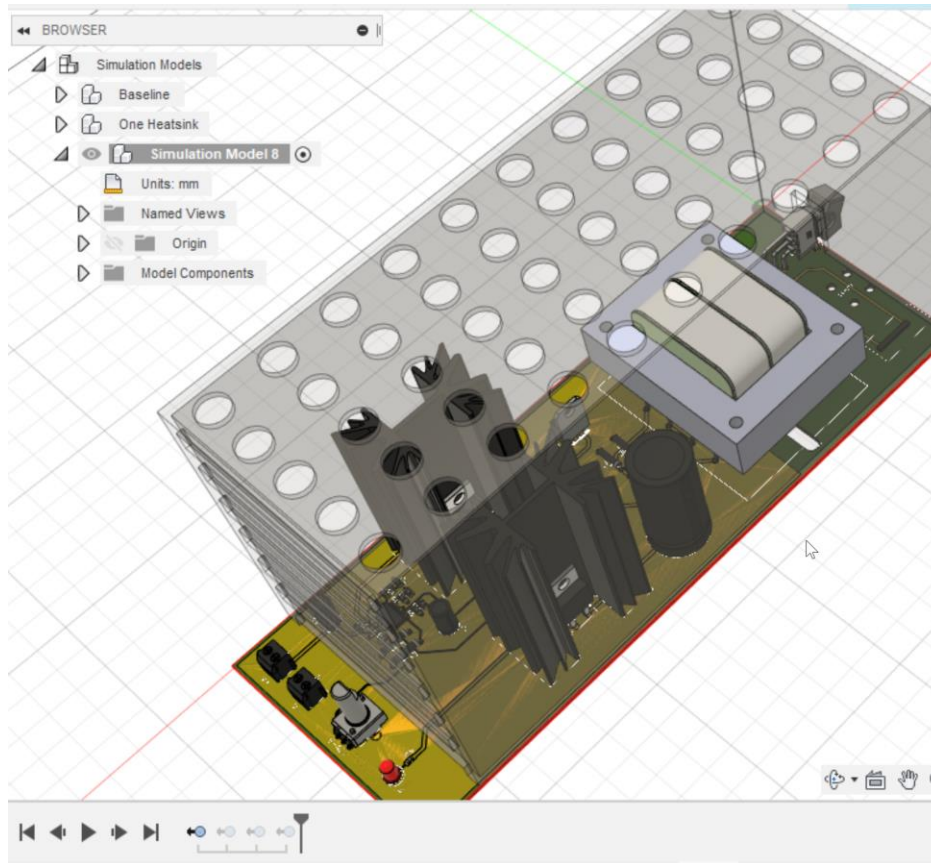 BROWSER
Simulation Models
Baseline
One Heatsink
Simulation Model 8
Units: mm
Named Views
Origin
Model Components